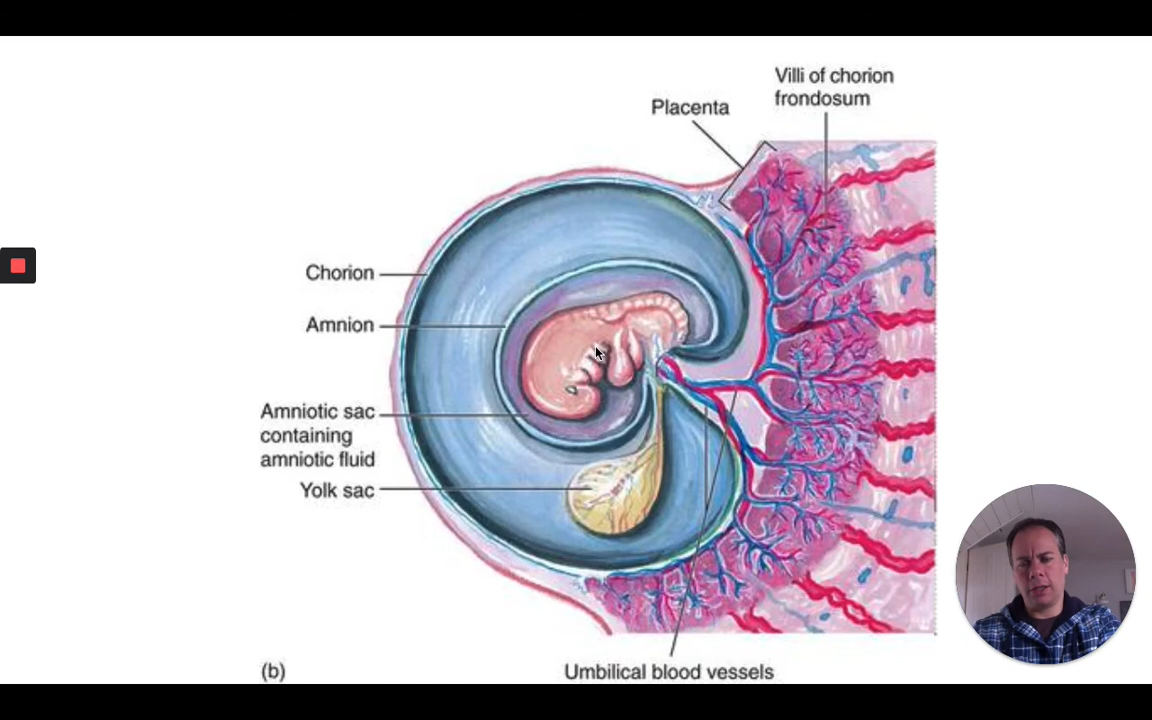 Villi of chorion
frondosum
Placenta
Chorion
Amnion
Amniotic sac
containing
amniotic fluid
Yolk sac
(b)
Umbilical blood vessels